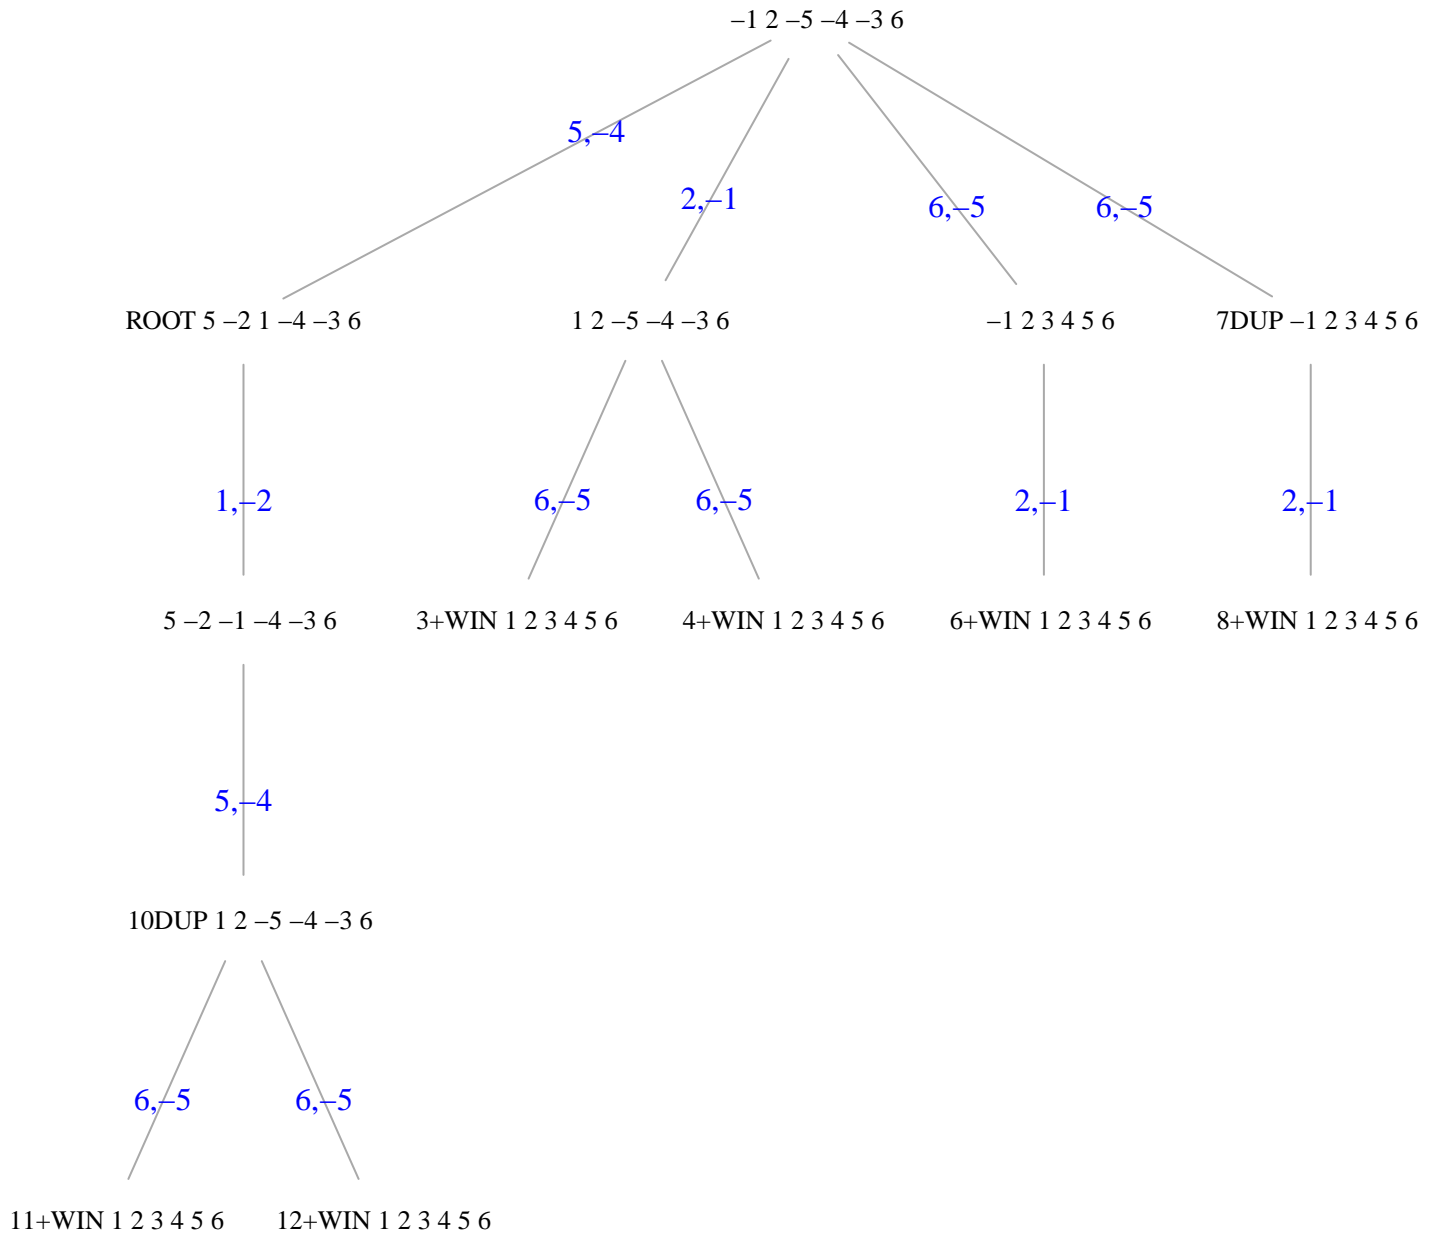 –1 2 –5 –4 –3 6
5,–4
2,–1
6,–5
6,–5
ROOT 5 –2 1 –4 –3 6
1 2 –5 –4 –3 6
–1 2 3 4 5 6
7DUP –1 2 3 4 5 6
1,–2
6,–5
6,–5
2,–1
2,–1
5 –2 –1 –4 –3 6
3+WIN 1 2 3 4 5 6
4+WIN 1 2 3 4 5 6
6+WIN 1 2 3 4 5 6
8+WIN 1 2 3 4 5 6
5,–4
10DUP 1 2 –5 –4 –3 6
6,–5
6,–5
11+WIN 1 2 3 4 5 6
12+WIN 1 2 3 4 5 6